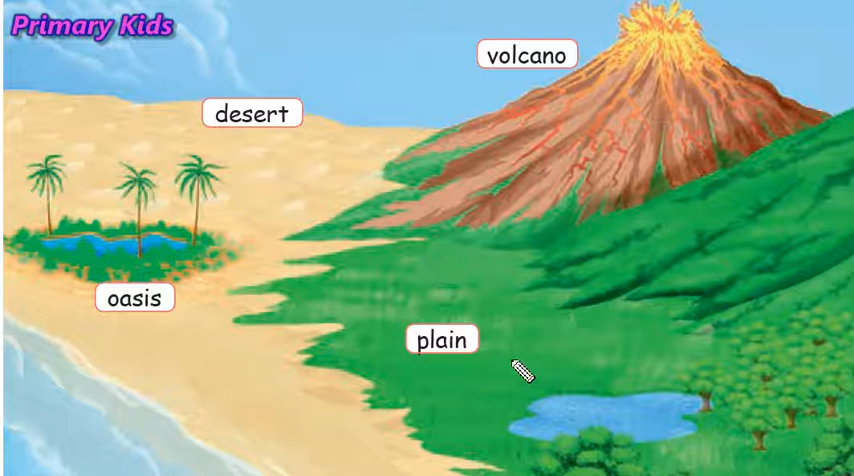 Primary Kids
volcano
desert
oasis
plain